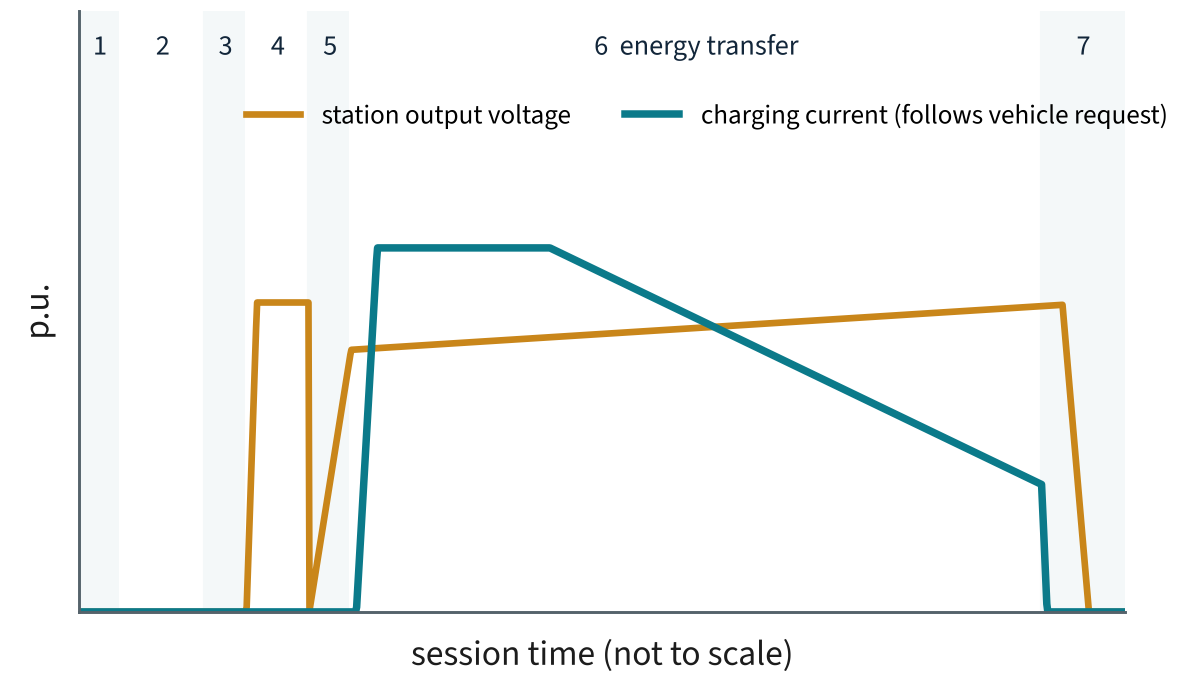 1 2 3 4 5 6 energy transfer 7
station output voltage charging current (follows vehicle request)
p.u.
session time (not to scale)